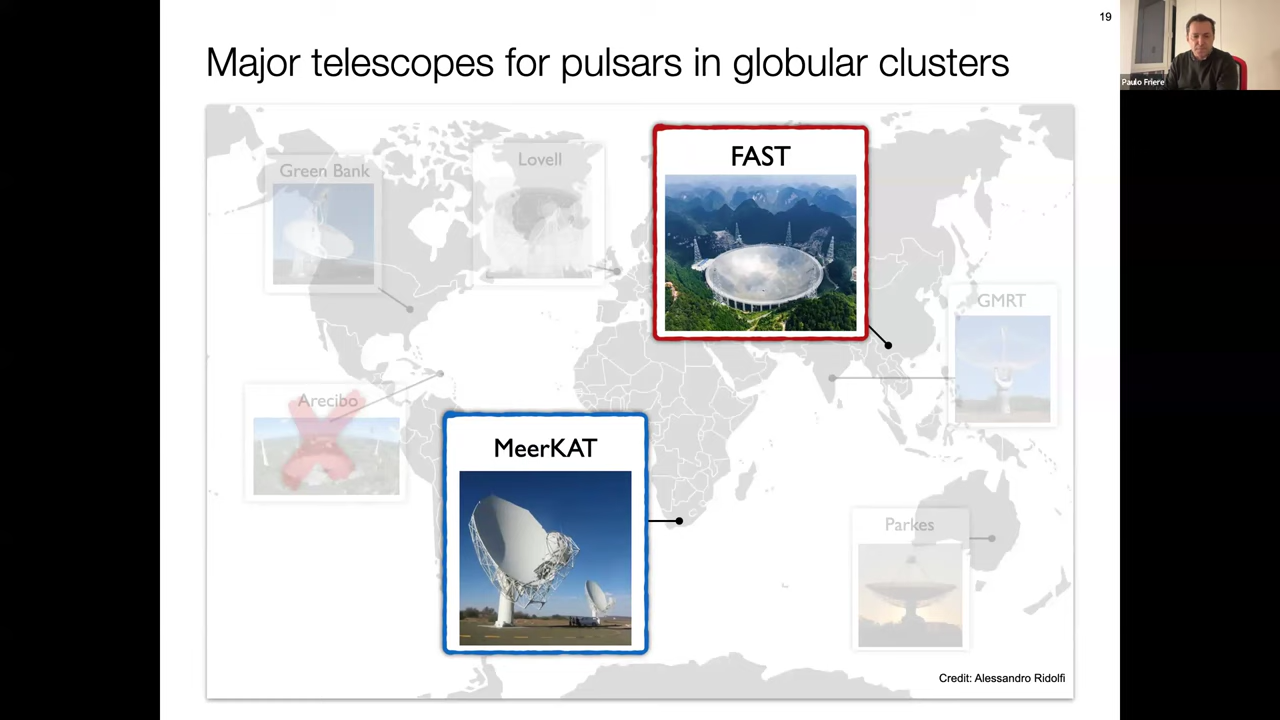 19
Major telescopes for pulsars in globular clusters
Paulo Friere
Green Bank
Lovell
FAST
GMRT
Arecibo
MeerKAT
Parkes
Credit: Alessandro Ridolfi